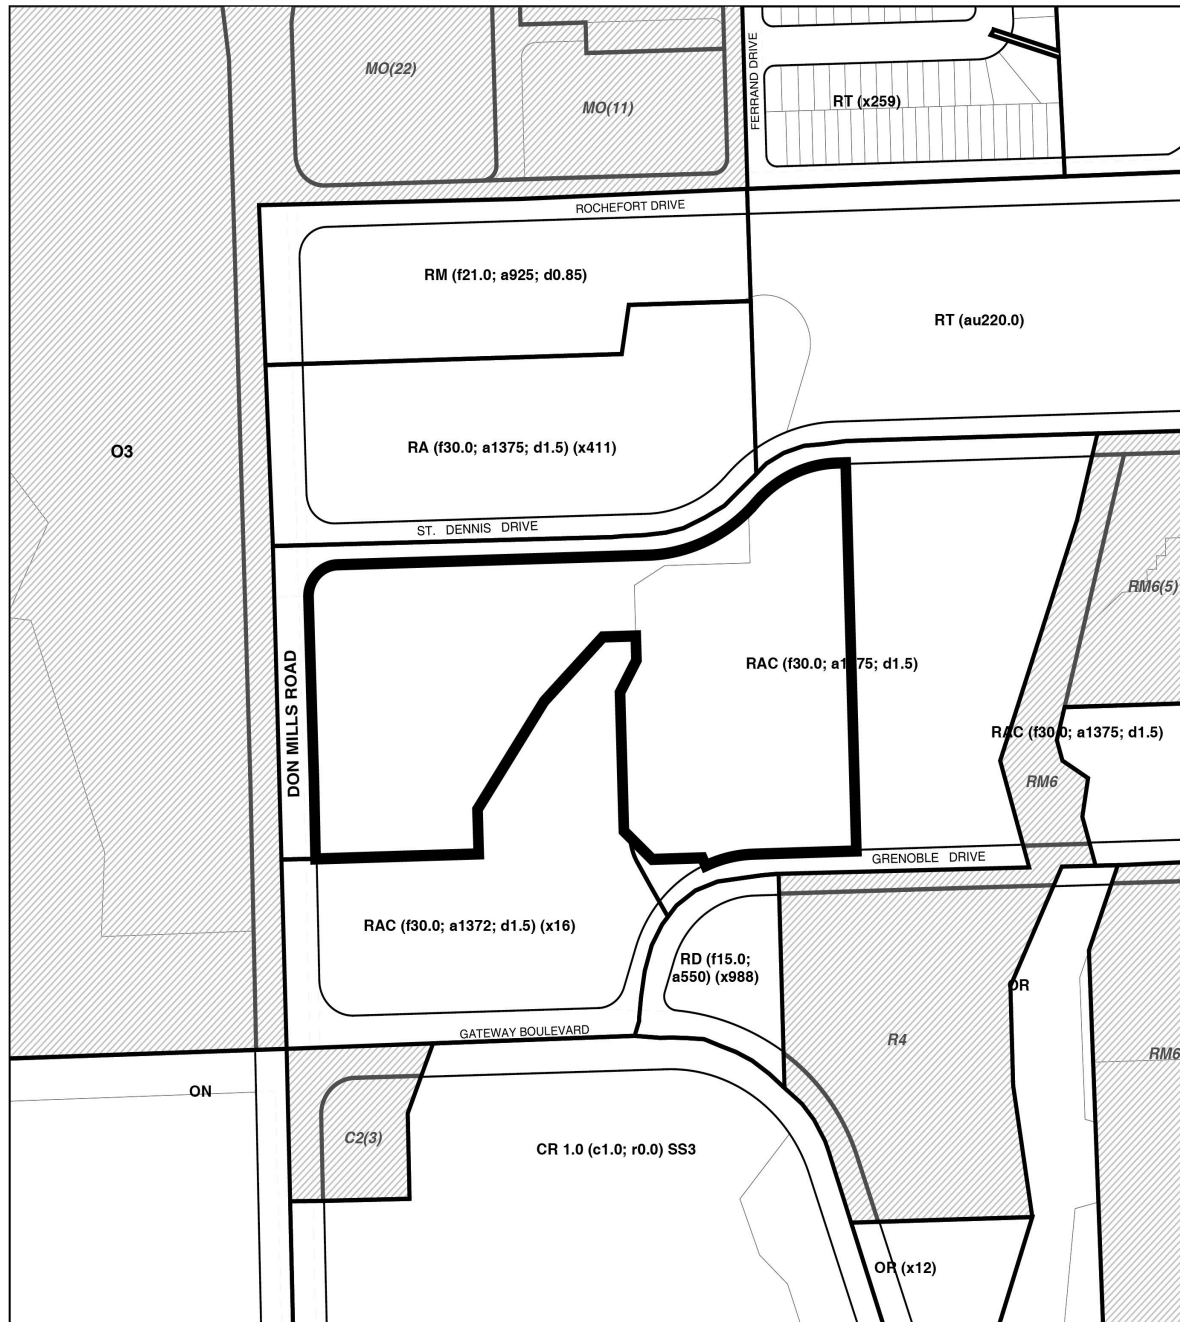 MO(22)
MO(11)
FERRAND DRIVE
RT (x259)
ROCHEFORT DRIVE
RM (f21.0; a925; d0.85)
RT (au220.0)
O3
RA (f30.0; a1375; d1.5) (x411)
ST. DENNIS DRIVE
RM6(5)
DON MILLS ROAD
RAC (f30.0; a1375; d1.5)
RAC (f30.0; a1375; d1.5)
RM6
GRENOBLE DRIVE
RAC (f30.0; a1372; d1.5) (x16)
RD (f15.0;
a550) (x988)
OR
GATEWAY BOULEVARD
R4
RM6
ON
C2(3)
CR 1.0 (c1.0; r0.0) SS3
OR (x12)